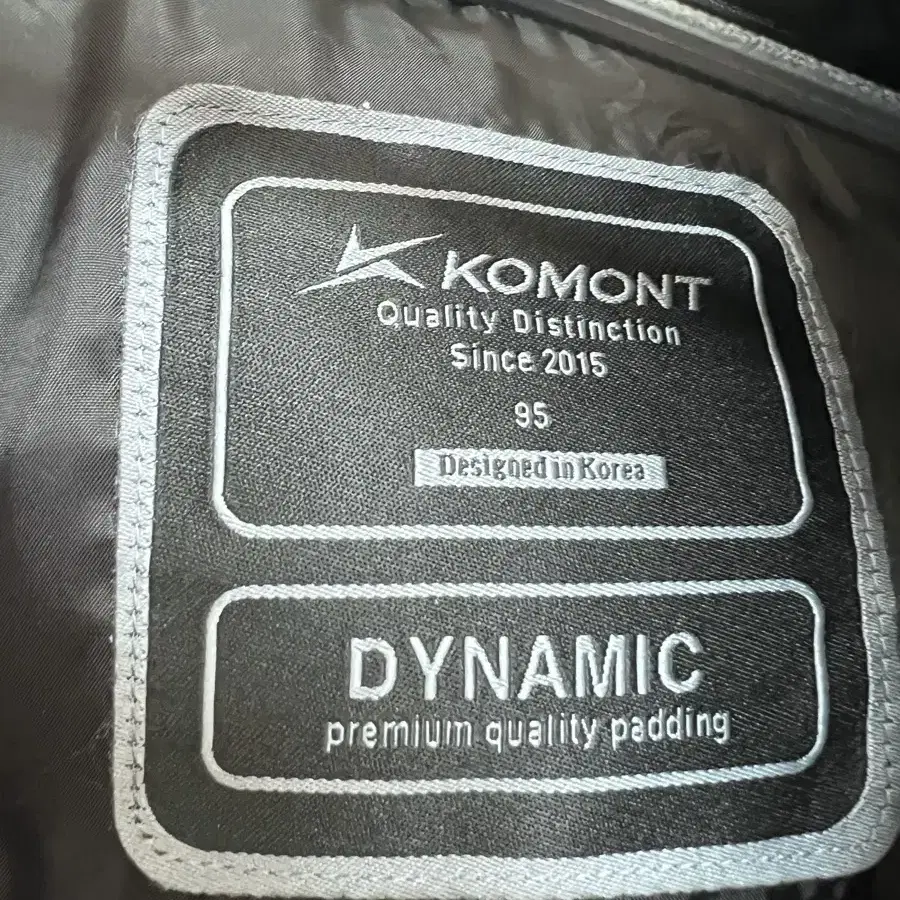 KOMONT
Quality Distinction
Since 2015
95
Designed in Korea
DYNAMIC
premium quality padding